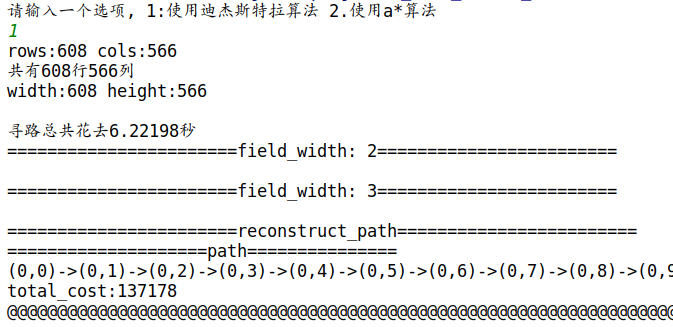 请输入一个选项, 1:使用迪杰斯特拉算法 2.使用a*算法
1
rows:608 cols:566
共有608行566列
width:608 height:566
寻路总共花去6.22198秒
=======================field_width: 2========================
=======================field_width: 3========================
=======================reconstruct_path========================
====================path===============
(0,0)->(0,1)->(0,2)->(0,3)->(0,4)->(0,5)->(0,6)->(0,7)->(0,8)->(0,9
total_cost:137178
@@@@@@@@@@@@@@@@@@@@@@@@@@@@@@@@@@@@@@@@@@@@@@@@@@@@@@@@@@@@@@@@@@@